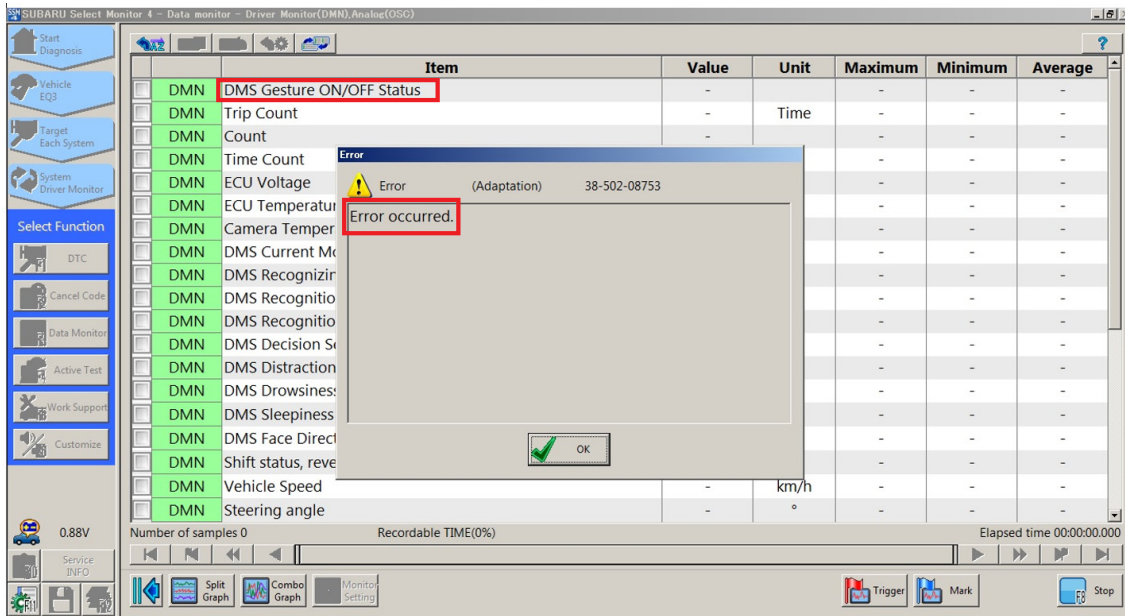 SUBARU Select Monitor 4 - Data monitor - Driver Monitor(DMN),Analog(OSC)
Start
Diagnosis
Vehicle
EQ3
Target
Each System
System
Driver Monitor
Select Function
DTC
Cancel Code
Data Monitor
Active Test
Work Support
Customize
0.88V
Service
INFO
F11
Item Value Unit Maximum Minimum Average
DMN DMS Gesture ON/OFF Status - - - -
DMN Trip Count - Time - - -
DMN Count - - - -
DMN Time Count - - -
DMN ECU Voltage - - -
DMN ECU Temperatur - - -
DMN Camera Temper - - -
DMN DMS Current Mo - - -
DMN DMS Recognizin - - -
DMN DMS Recognitio - - -
DMN DMS Recognitio - - -
DMN DMS Decision Se - - -
DMN DMS Distraction - - -
DMN DMS Drowsines - - -
DMN DMS Sleepiness - - -
DMN DMS Face Direct - - -
DMN Shift status, reve - - -
DMN Vehicle Speed - km/h - - -
DMN Steering angle - ° - - -
Error
Error (Adaptation) 38-502-08753
Error occurred.
OK
Number of samples 0 Recordable TIME(0%) Elapsed time 00:00:00.000
Split
Graph
Combo
Graph
Monitor
Setting
Trigger
Mark
F8 Stop